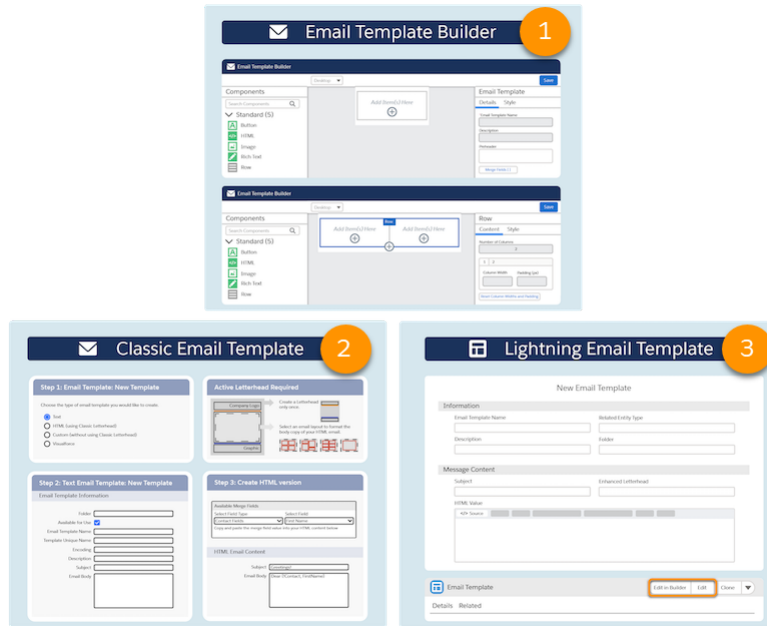 Email Template Builder
1
Email Template Builder
Desktop
Save
Components
Search Components
Standard (5)
Button
HTML
Image
Rich Text
Row
Add Item(s) Here
Email Template
Details Style
Email Template Name
Description
Email Template Builder
Desktop
Save
Components
Search Components
Standard (5)
Button
HTML
Image
Rich Text
Row
Row
Add Item(s) Here
Add Item(s) Here
Row
Content Style
Number of Columns
1 2
Column Width
Classic Email Template
2
Step 1: Email Template: New Template
Choose the type of email template you would like to create.
Text
HTML (using Classic Letterhead)
Custom (without using Classic Letterhead)
Visualforce
Active Letterhead Required
Company Logo
Graphic
Create a Letterhead
only once.
Select an email layout to format the
body copy of your HTML email.
Step 2: Text Email Template: New Template
Email Template Information
Folder
Available for Use
Email Template Name
Template Unique Name
Encoding
Description
Subject
Email Body
Step 3: Create HTML version
Available Merge Fields
Select Field Type
Select Field
Contact Fields
First Name
Copy and paste the merge field value into your HTML content below
HTML Email Content
Subject
Email Body
Lightning Email Template
3
New Email Template
Information
Email Template Name
Related Entity Type
Description
Folder
Message Content
Subject
Enhanced Letterhead
HTML Value
Source
Email Template
Edit in Builder
Edit
Clone
Details Related